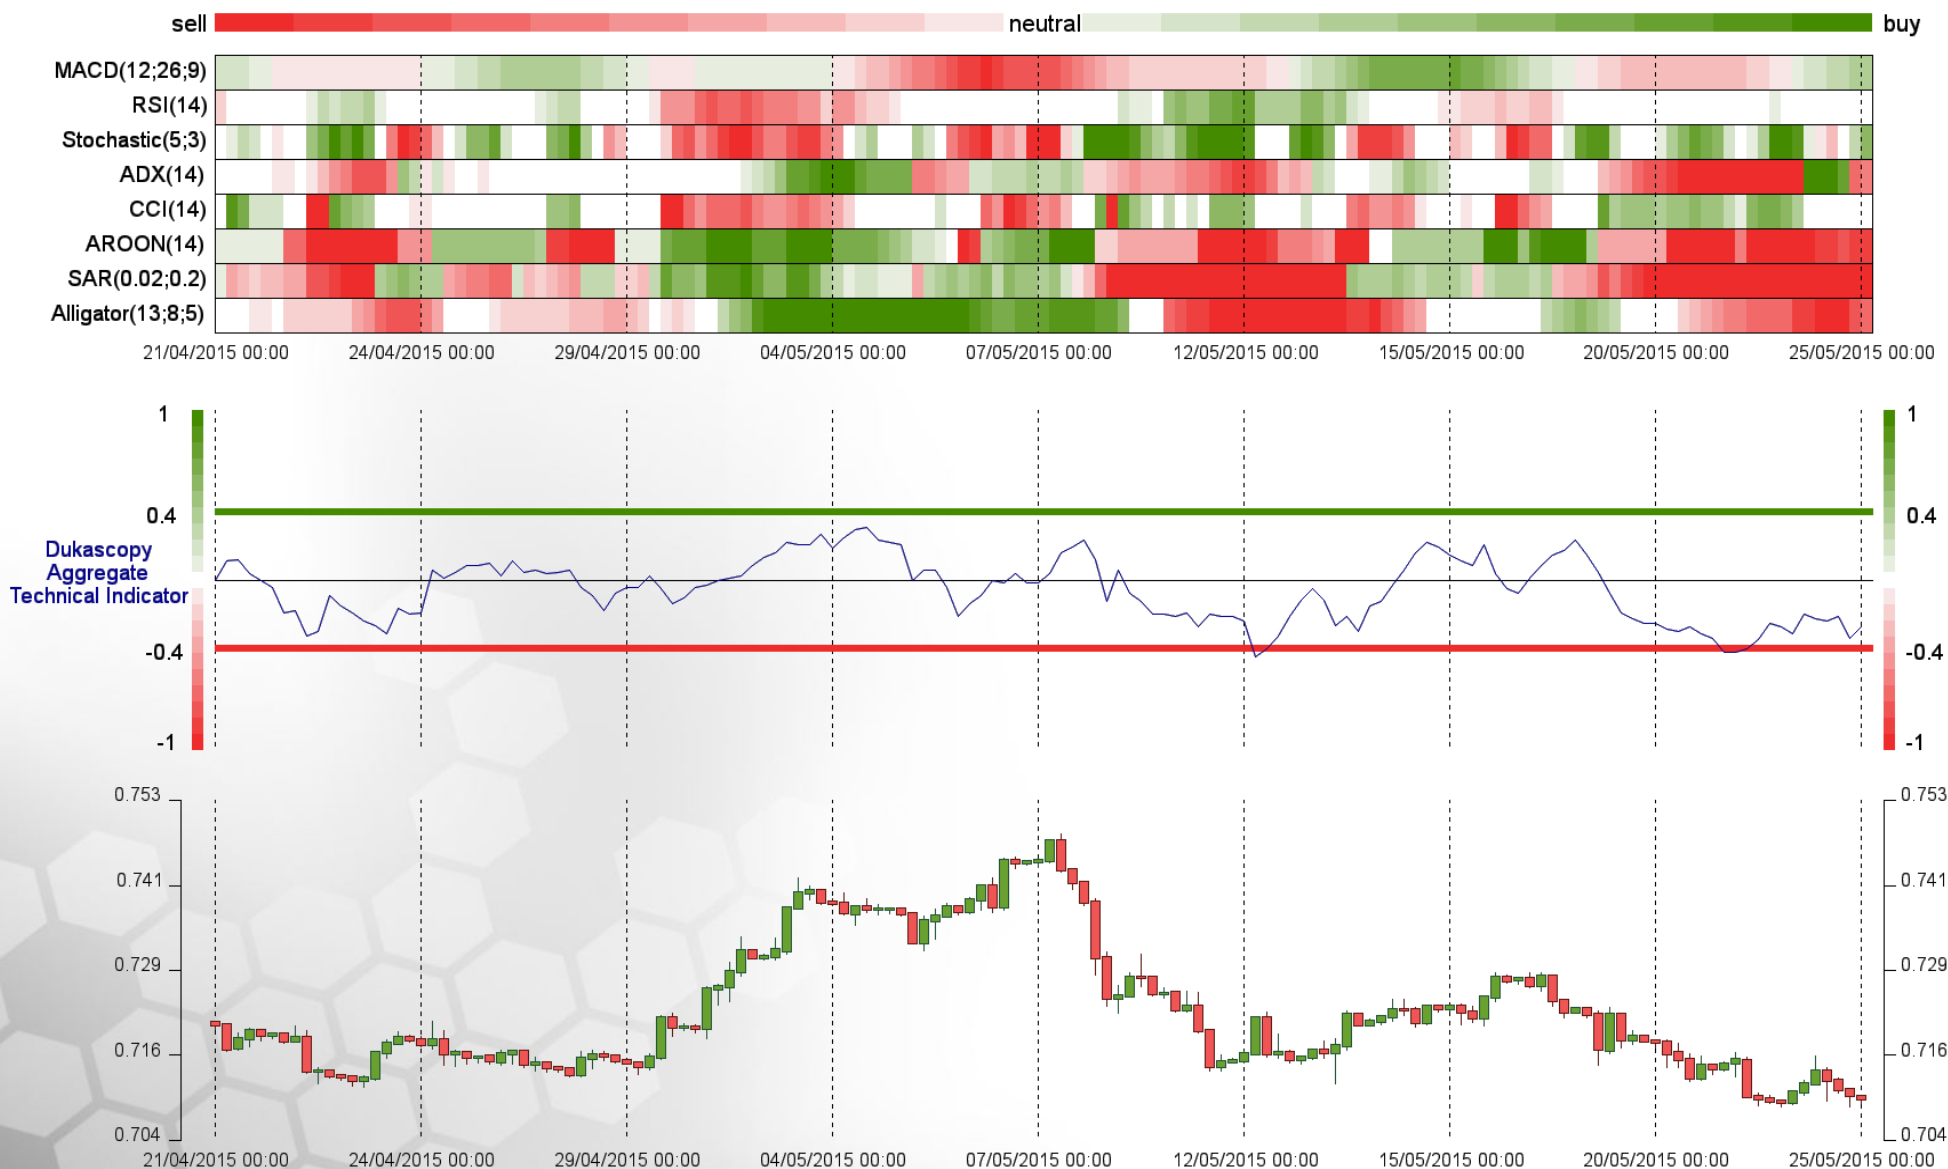 sell neutral buy
MACD(12;26;9)
RSI(14)
Stochastic(5;3)
ADX(14)
CCI(14)
AROON(14)
SAR(0.02;0.2)
Alligator(13;8;5)
21/04/2015 00:00 24/04/2015 00:00 29/04/2015 00:00 04/05/2015 00:00 07/05/2015 00:00 12/05/2015 00:00 15/05/2015 00:00 20/05/2015 00:00 25/05/2015 00:00
1 1
0.4 0.4
Dukascopy
Aggregate
Technical Indicator
-0.4 -0.4
-1 -1
0.753 0.753
0.741 0.741
0.729 0.729
0.716 0.716
0.704 0.704
21/04/2015 00:00 24/04/2015 00:00 29/04/2015 00:00 04/05/2015 00:00 07/05/2015 00:00 12/05/2015 00:00 15/05/2015 00:00 20/05/2015 00:00 25/05/2015 00:00